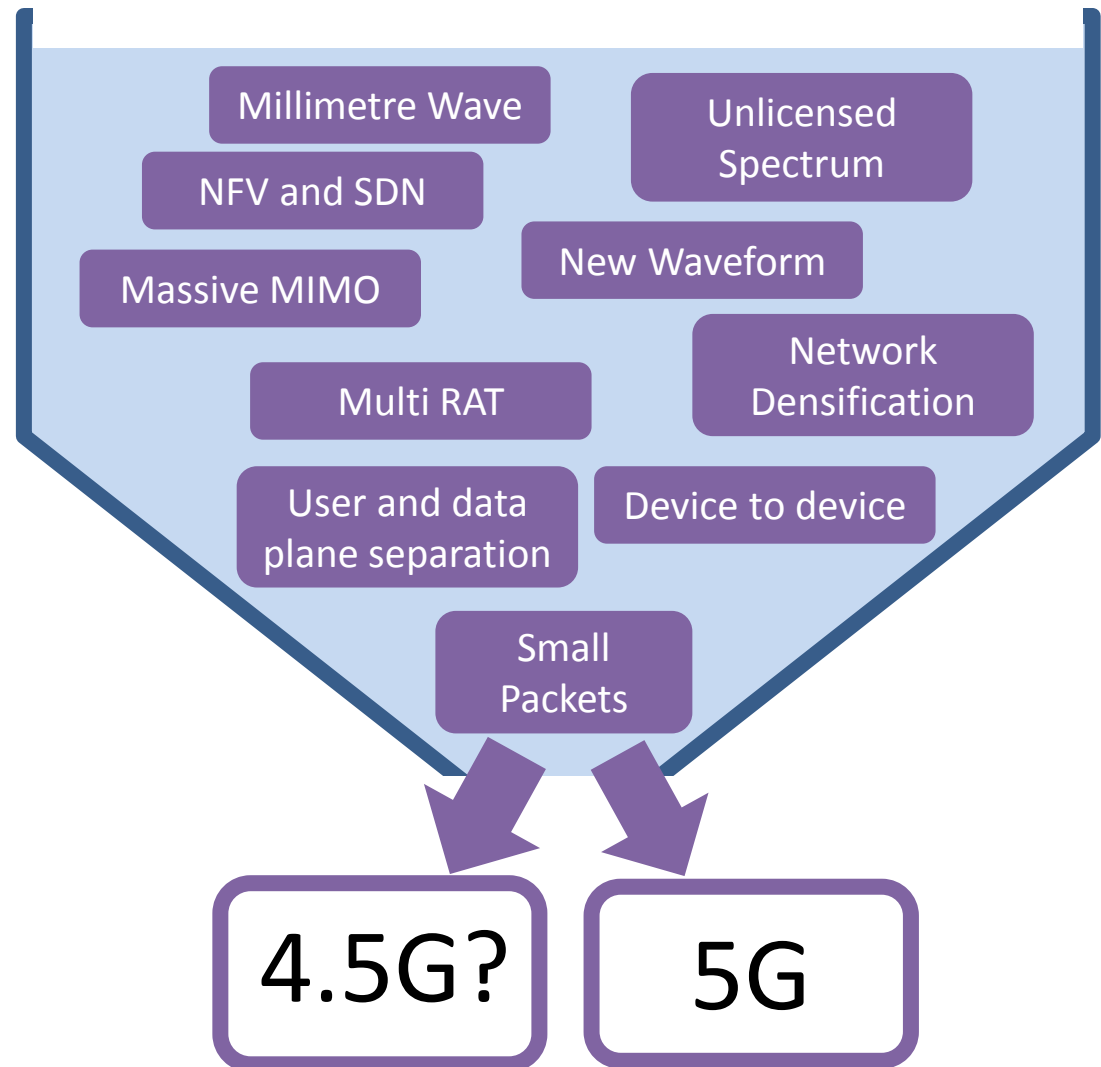 Millimetre Wave
Unlicensed
Spectrum
NFV and SDN
New Waveform
Massive MIMO
Network
Densification
Multi RAT
User and data
plane separation
Device to device
Small
Packets
4.5G?
5G